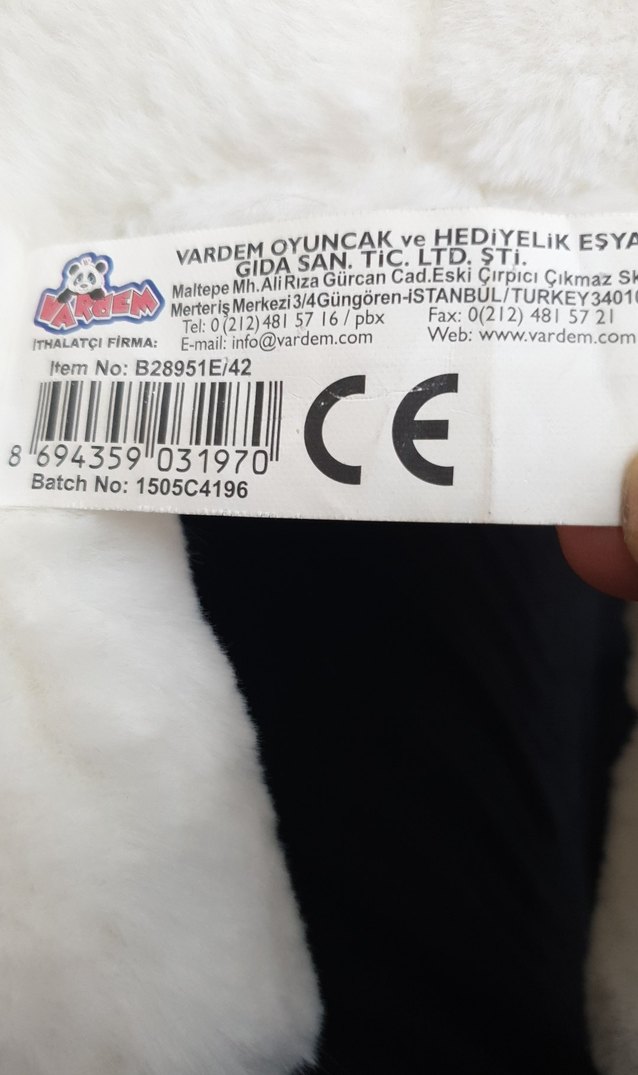 VARDEM OYUNCAK ve HEDİYELİK EŞYA
GIDA SAN. TİC. LTD. ŞTİ.
Maltepe Mh. Ali Rıza Gürcan Cad. Eski Çırpıcı Çıkmaz Sk
Merter iş Merkezi 3/4 Güngören-iSTANBUL/TURKEY 34010
Tel: 0 (212) 481 57 16 / pbx Fax: 0(212) 481 57 21
E-mail: info@vardem.com Web: www.vardem.com
VARDEM
İTHALATÇI FİRMA:
Item No: B28951E/42
8 694359 031970
Batch No: 1505C4196
CE